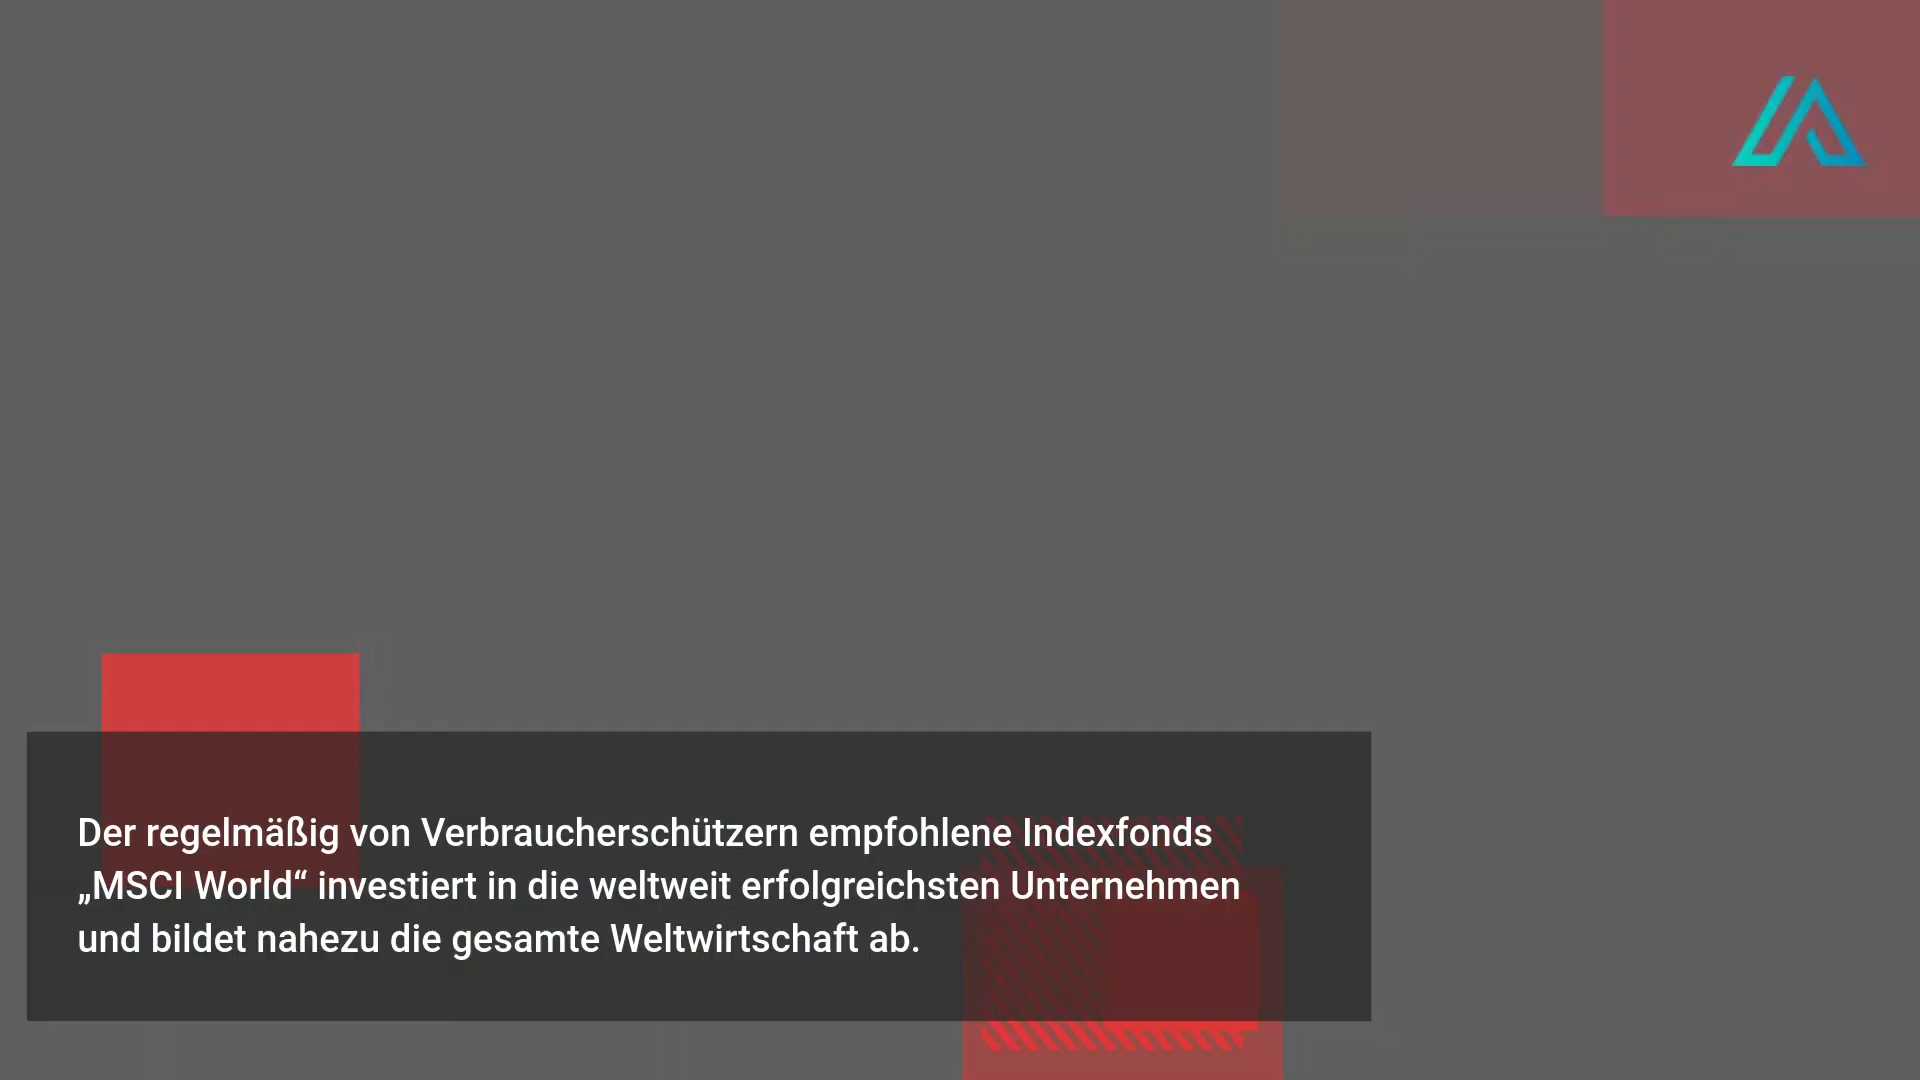 Der regelmäßig von Verbraucherschützern empfohlene Indexfonds
„MSCI World“ investiert in die weltweit erfolgreichsten Unternehmen
und bildet nahezu die gesamte Weltwirtschaft ab.